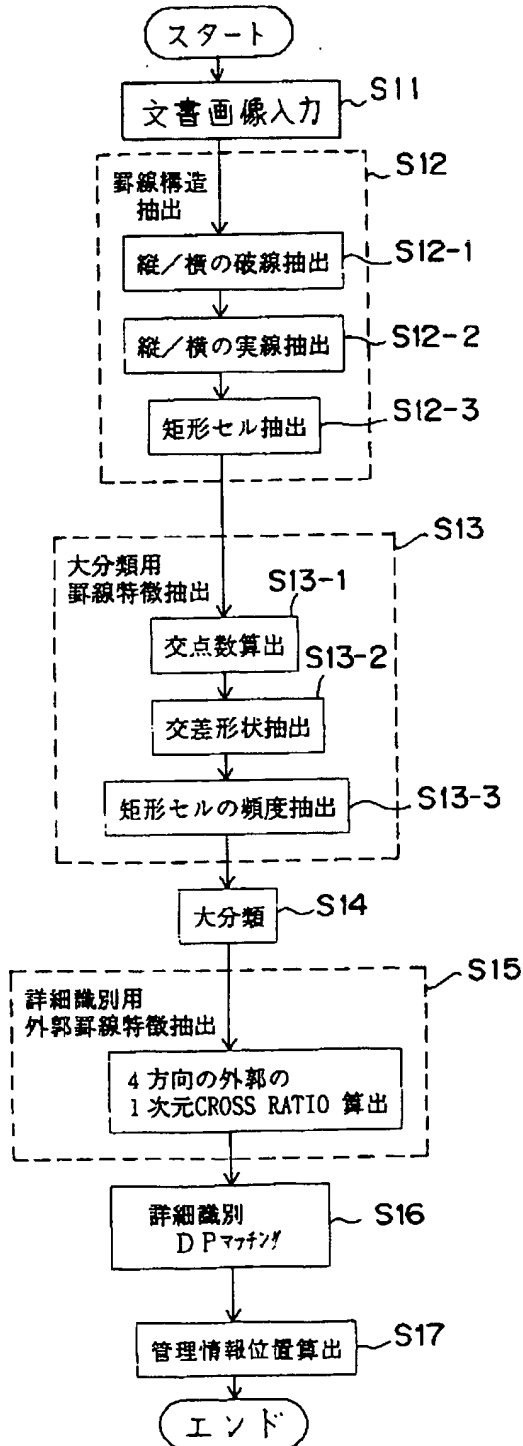 スタート
文書画像入力
S11
S12
罫線構造
抽出
縦/横の破線抽出
S12-1
縦/横の実線抽出
S12-2
矩形セル抽出
S12-3
S13
大分類用
罫線特徴抽出
S13-1
交点数算出
S13-2
交差形状抽出
矩形セルの頻度抽出
S13-3
大分類
S14
S15
詳細識別用
外郭罫線特徴抽出
4方向の外郭の
1次元CROSS RATIO 算出
詳細識別
DPマッチング
S16
管理情報位置算出
S17
エンド